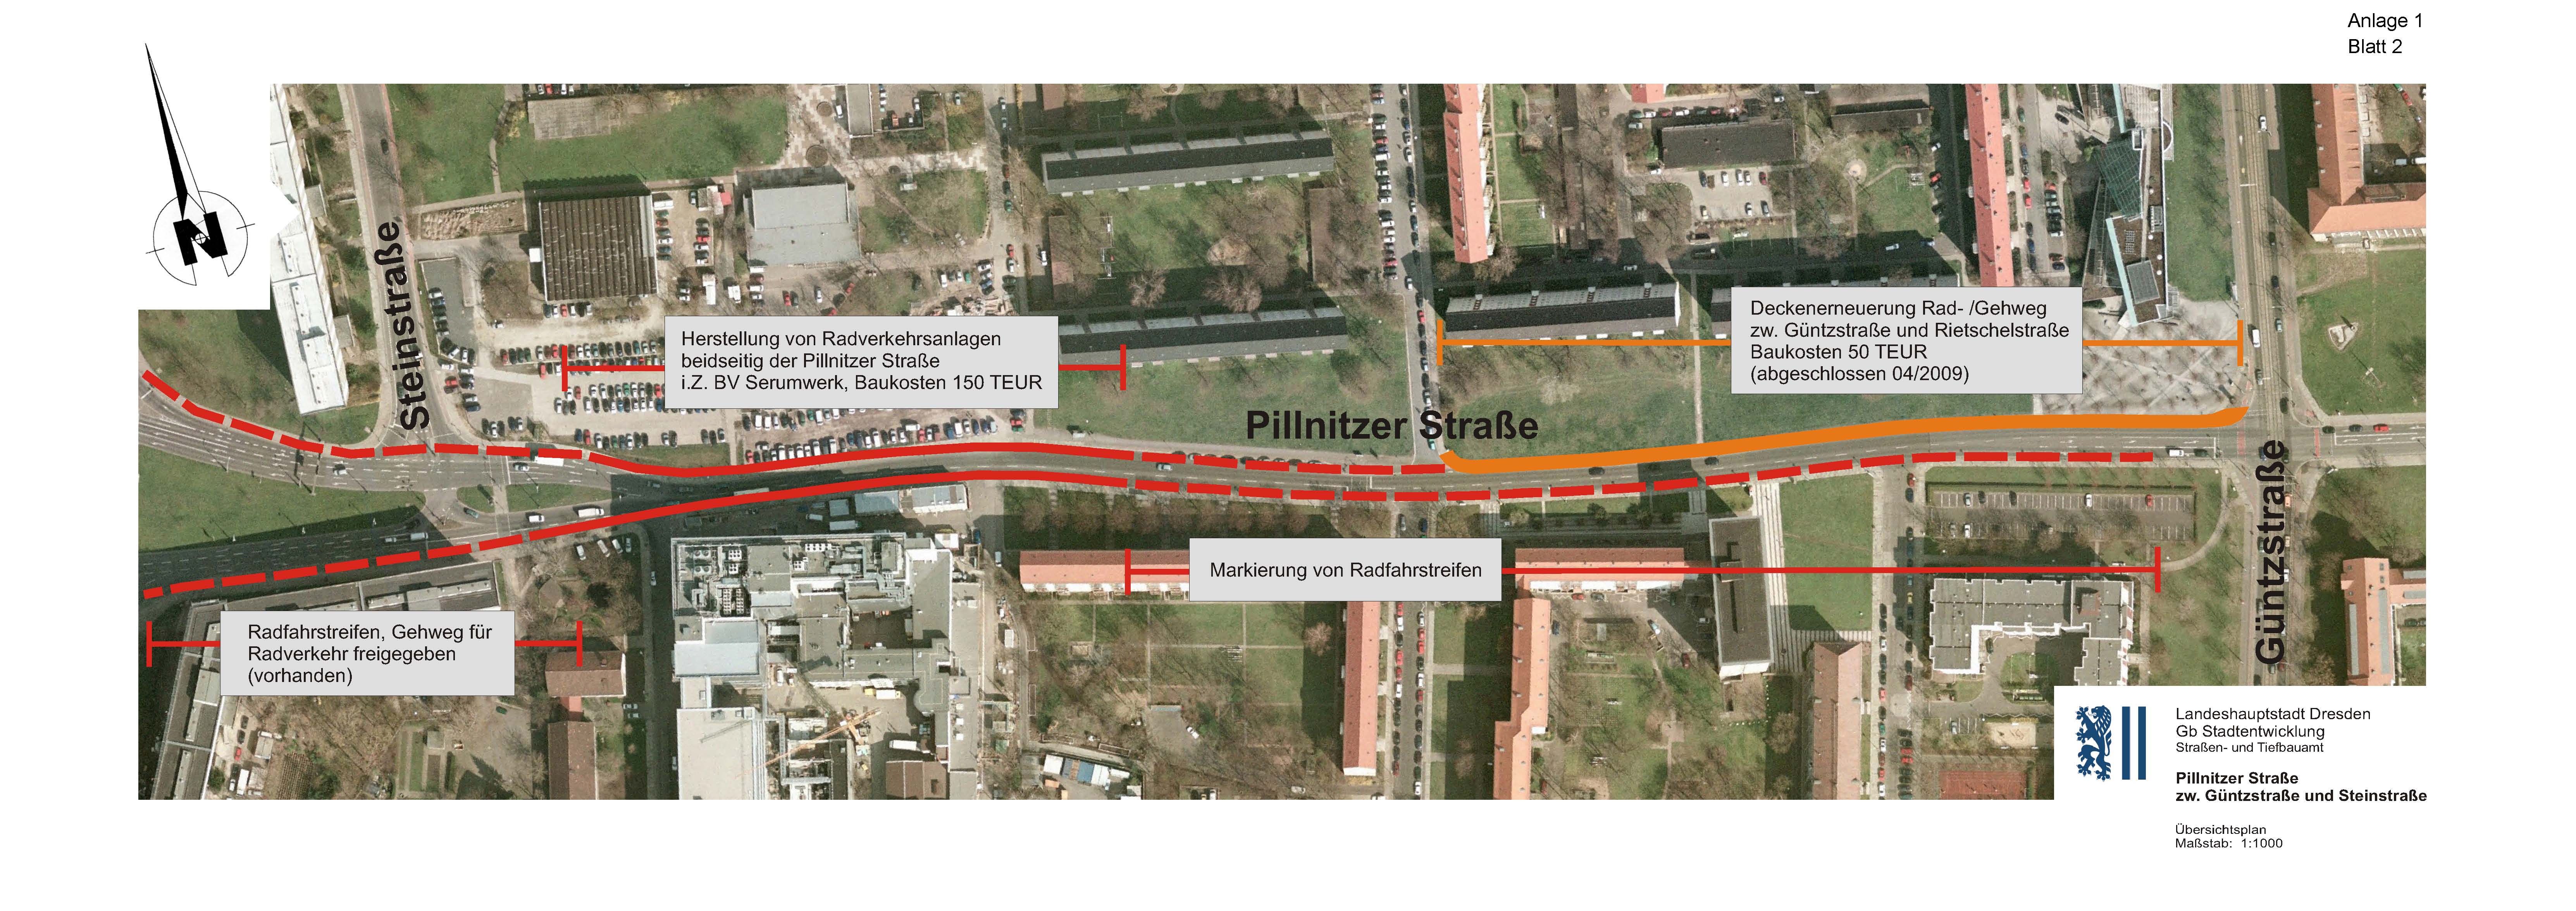 Anlage 1
Blatt 2
N
Steinstraße
Herstellung von Radverkehrsanlagen
beidseitig der Pillnitzer Straße
i.Z. BV Serumwerk, Baukosten 150 TEUR
Deckenerneuerung Rad- /Gehweg
zw. Güntzstraße und Rietschelstraße
Baukosten 50 TEUR
(abgeschlossen 04/2009)
Pillnitzer Straße
Güntzstraße
Markierung von Radfahrstreifen
Radfahrstreifen, Gehweg für
Radverkehr freigegeben
(vorhanden)
Landeshauptstadt Dresden
Gb Stadtentwicklung
Straßen- und Tiefbauamt
Pillnitzer Straße
zw. Güntzstraße und Steinstraße
Übersichtsplan
Maßstab: 1:1000